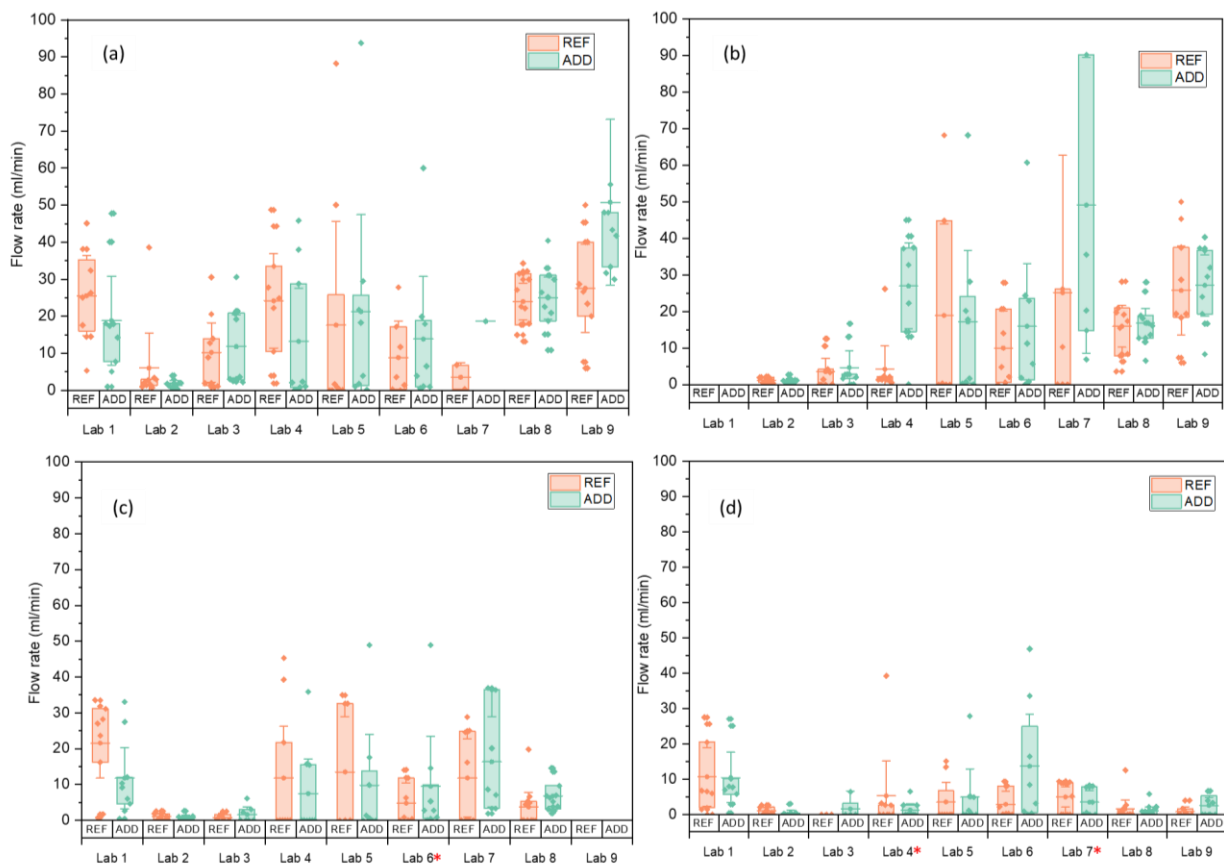 (a)
REF
ADD
Flow rate (ml/min)
100
90
80
70
60
50
40
30
20
10
0
REF ADD REF ADD REF ADD REF ADD REF ADD REF ADD REF ADD REF ADD REF ADD
Lab 1 Lab 2 Lab 3 Lab 4 Lab 5 Lab 6 Lab 7 Lab 8 Lab 9
(b)
REF
ADD
Flow rate (ml/min)
100
90
80
70
60
50
40
30
20
10
0
REF ADD REF ADD REF ADD REF ADD REF ADD REF ADD REF ADD REF ADD REF ADD
Lab 1 Lab 2 Lab 3 Lab 4 Lab 5 Lab 6 Lab 7 Lab 8 Lab 9
(c)
REF
ADD
Flow rate (ml/min)
100
90
80
70
60
50
40
30
20
10
0
REF ADD REF ADD REF ADD REF ADD REF ADD REF ADD REF ADD REF ADD REF ADD
Lab 1 Lab 2 Lab 3 Lab 4 Lab 5 Lab 6* Lab 7 Lab 8 Lab 9
(d)
REF
ADD
Flow rate (ml/min)
100
90
80
70
60
50
40
30
20
10
0
REF ADD REF ADD REF ADD REF ADD REF ADD REF ADD REF ADD REF ADD REF ADD
Lab 1 Lab 2 Lab 3 Lab 4* Lab 5 Lab 6 Lab 7* Lab 8 Lab 9